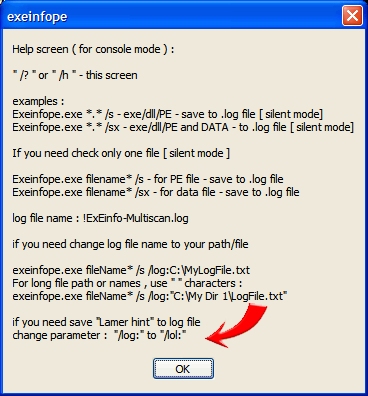 exeinfope
Help screen ( for console mode ) :
" /? " or " /h " - this screen
examples :
Exeinfope.exe *.* /s - exe/dll/PE - save to .log file [ silent mode]
Exeinfope.exe *.* /sx - exe/dll/PE and DATA - to .log file [ silent mode]
If you need check only one file [ silent mode ]
Exeinfope.exe filename* /s - for PE file - save to .log file
Exeinfope.exe filename* /sx - for data file - save to .log file
log file name : !ExEinfo-Multiscan.log
if you need change log file name to your path/file
exeinfope.exe fileName* /s /log:C:\MyLogFile.txt
For long file path or names , use " " characters :
exeinfope.exe fileName* /s /log:"C:\My Dir 1\LogFile.txt"
if you need save "Lamer hint" to log file
change parameter : "/log:" to "/lol:"
OK